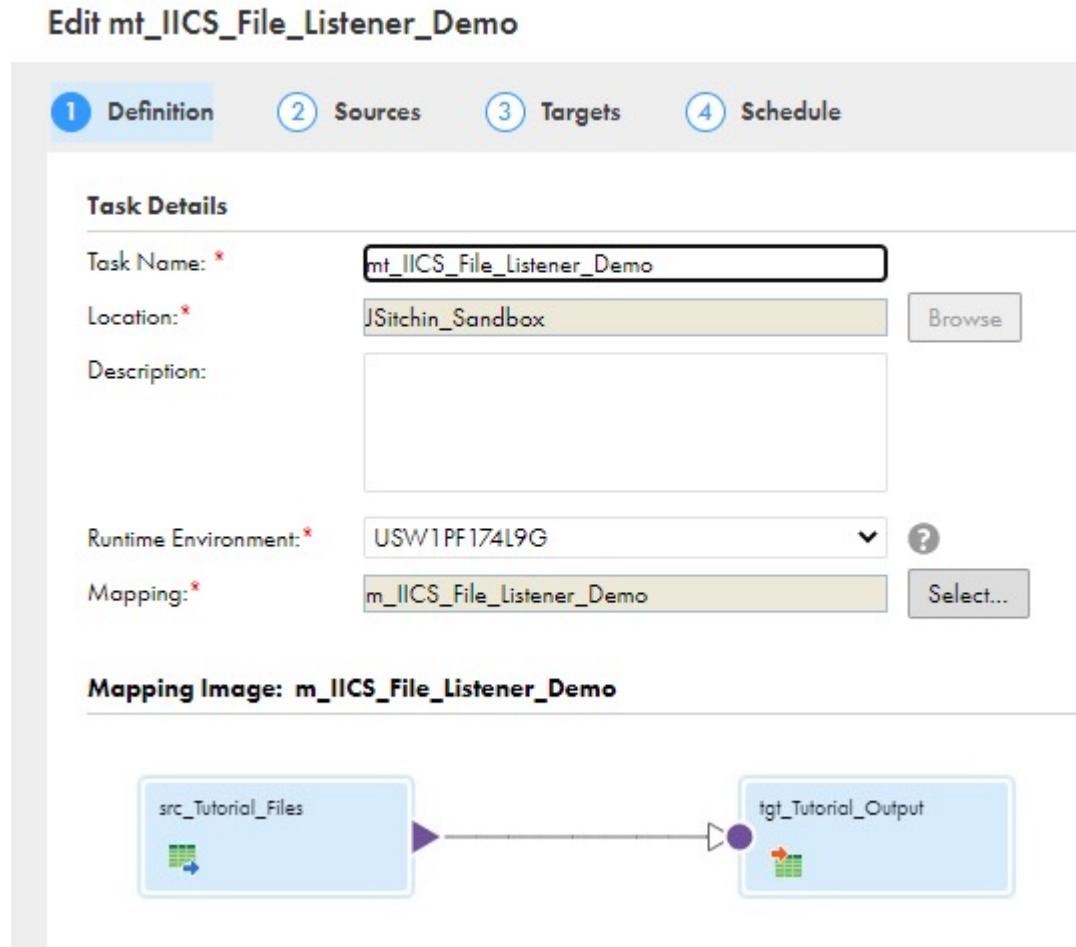 Edit mt_IICS_File_Listener_Demo
1 Definition 2 Sources 3 Targets 4 Schedule
Task Details
Task Name: * mt_IICS_File_Listener_Demo
Location:* JSitchin_Sandbox Browse
Description:
Runtime Environment:* USW1PF174L9G ?
Mapping:* m_IICS_File_Listener_Demo Select...
Mapping Image: m_IICS_File_Listener_Demo
src_Tutorial_Files tgt_Tutorial_Output